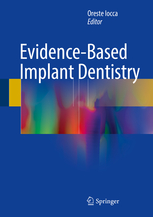 Oreste Iocca
Editor
Evidence-Based
Implant Dentistry
Springer